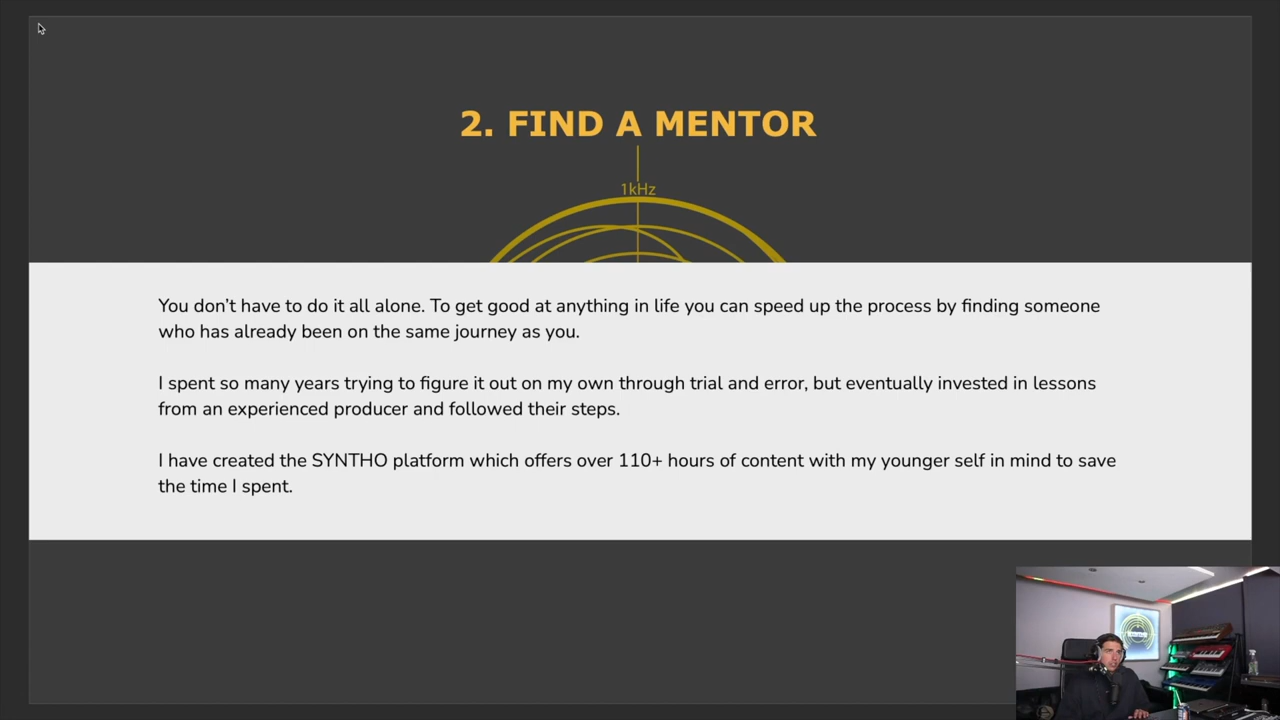 2. FIND A MENTOR
1kHz
You don’t have to do it all alone. To get good at anything in life you can speed up the process by finding someone
who has already been on the same journey as you.
I spent so many years trying to figure it out on my own through trial and error, but eventually invested in lessons
from an experienced producer and followed their steps.
I have created the SYNTHO platform which offers over 110+ hours of content with my younger self in mind to save
the time I spent.